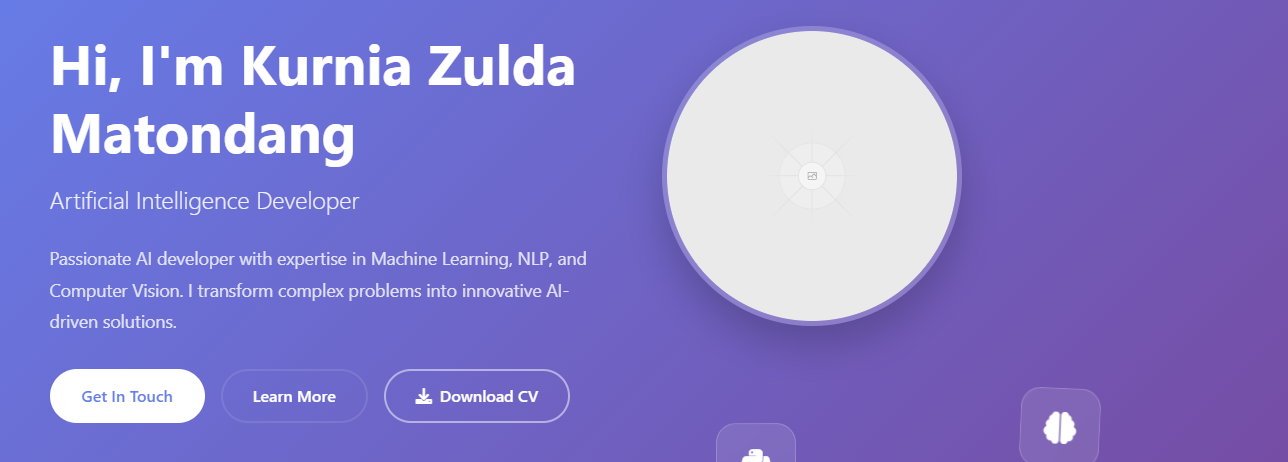 Hi, I'm Kurnia Zulda
Matondang
Artificial Intelligence Developer
Passionate AI developer with expertise in Machine Learning, NLP, and
Computer Vision. I transform complex problems into innovative AI-
driven solutions.
Get In Touch
Learn More
Download CV